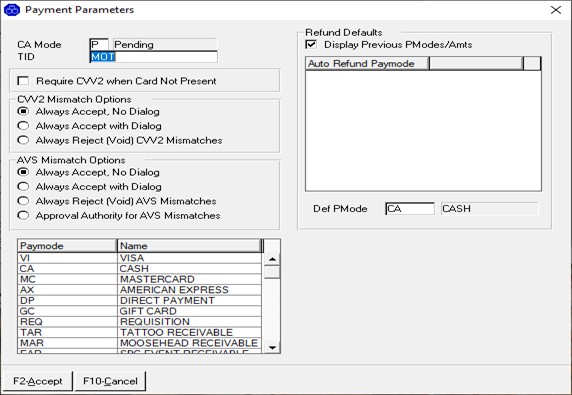 Payment Parameters
CA Mode P Pending
TID MOT
Require CVV2 when Card Not Present
CVV2 Mismatch Options
Always Accept, No Dialog
Always Accept with Dialog
Always Reject (Void) CVV2 Mismatches
AVS Mismatch Options
Always Accept, No Dialog
Always Accept with Dialog
Always Reject (Void) AVS Mismatches
Approval Authority for AVS Mismatches
Paymode Name
VI VISA
CA CASH
MC MASTERCARD
AX AMERICAN EXPRESS
DP DIRECT PAYMENT
GC GIFT CARD
REQ REQUISITION
TAR TATTOO RECEIVABLE
MAR MOOSEHEAD RECEIVABLE
EVENT RECEIVABLE
Refund Defaults
Display Previous PModes/Amts
Auto Refund Paymode
Def PMode CA CASH
F2-Accept F10-Cancel